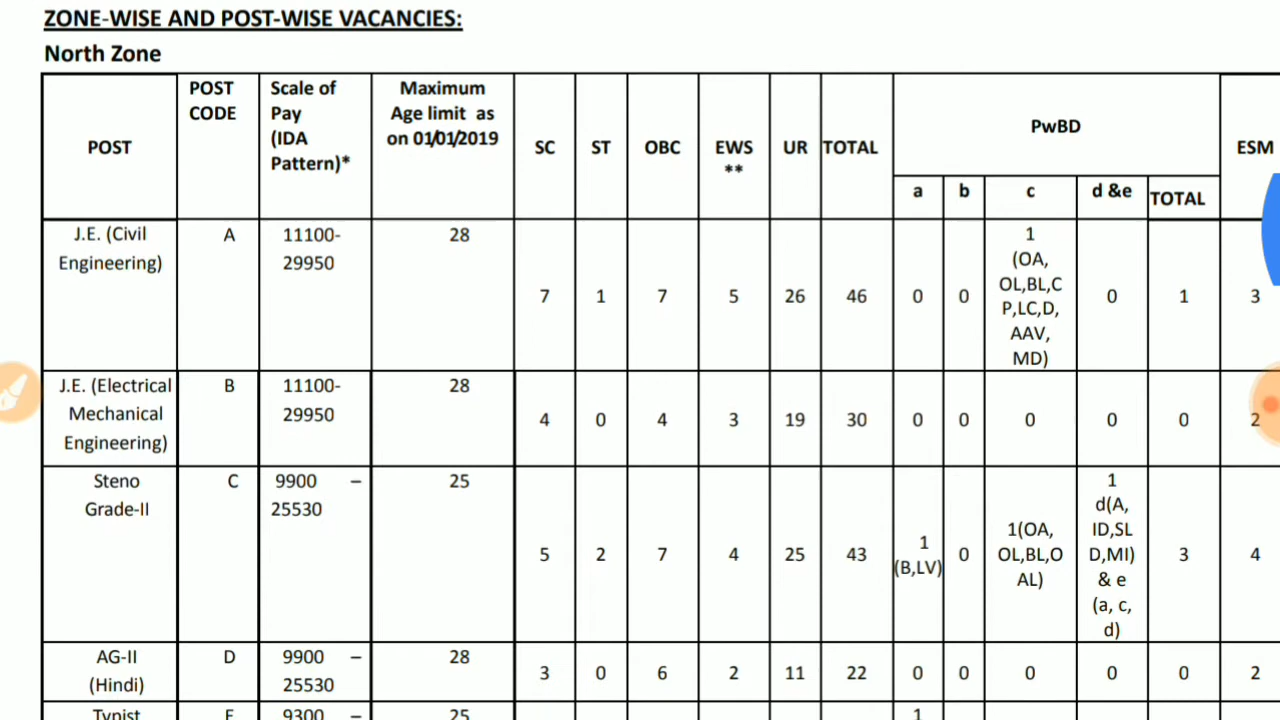 ZONE-WISE AND POST-WISE VACANCIES:
North Zone
POST
POST CODE
Scale of Pay (IDA Pattern)*
Maximum Age limit as on 01/01/2019
SC
ST
OBC
EWS **
UR
TOTAL
PwBD
ESM
a
b
c
d &e
TOTAL
J.E. (Civil Engineering)
A
11100-29950
28
7
1
7
5
26
46
0
0
1 (OA, OL,BL,C P,LC,D, AAV, MD)
0
1
3
J.E. (Electrical Mechanical Engineering)
B
11100-29950
28
4
0
4
3
19
30
0
0
0
0
0
2
Steno Grade-II
C
9900 – 25530
25
5
2
7
4
25
43
1 (B,LV)
0
1(OA, OL,BL,O AL)
1 d(A, ID,SL D,MI) & e (a, c, d)
3
4
AG-II (Hindi)
D
9900 – 25530
28
3
0
6
2
11
22
0
0
0
0
0
2
Typist
E
9300 –
25
1